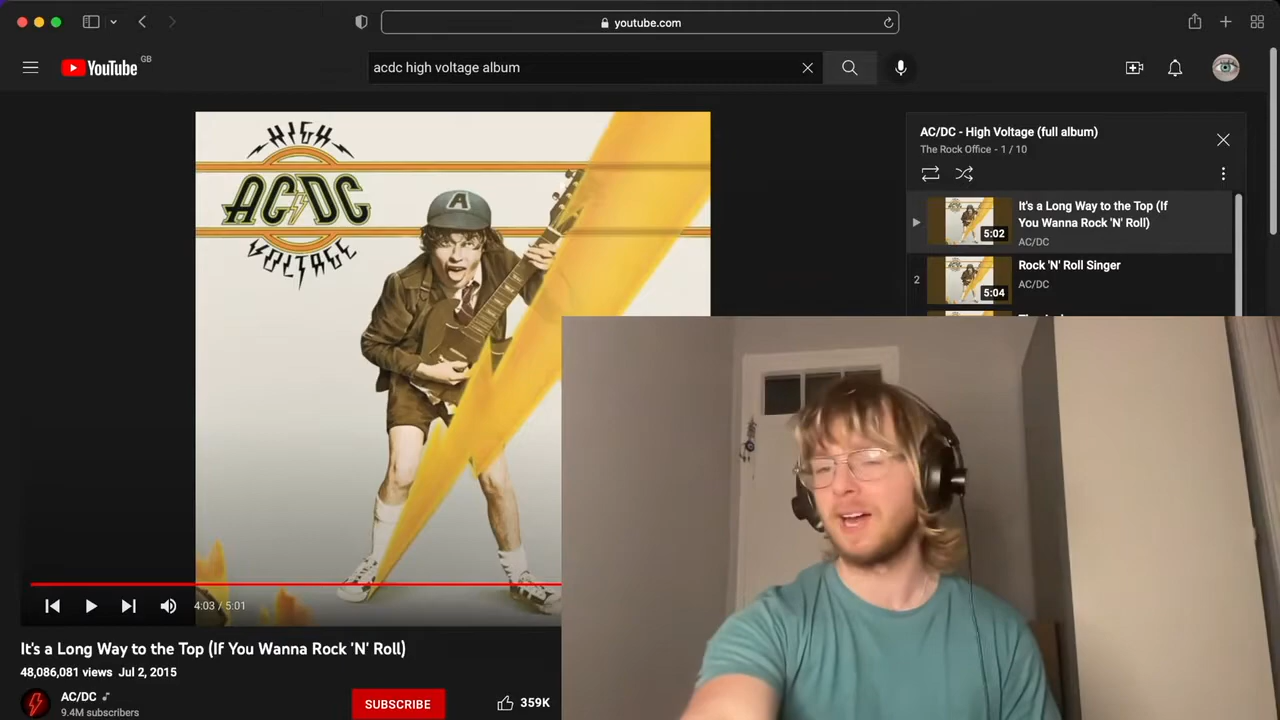 youtube.com
YouTube GB
acdc high voltage album
HIGH
AC/DC
VOLTAGE
A
AC/DC - High Voltage (full album)
The Rock Office - 1 / 10
It's a Long Way to the Top (If
You Wanna Rock 'N' Roll)
AC/DC
5:02
2
Rock 'N' Roll Singer
AC/DC
5:04
4:03 / 5:01
It's a Long Way to the Top (If You Wanna Rock 'N' Roll)
48,086,081 views Jul 2, 2015
AC/DC
9.4M subscribers
SUBSCRIBE
359K